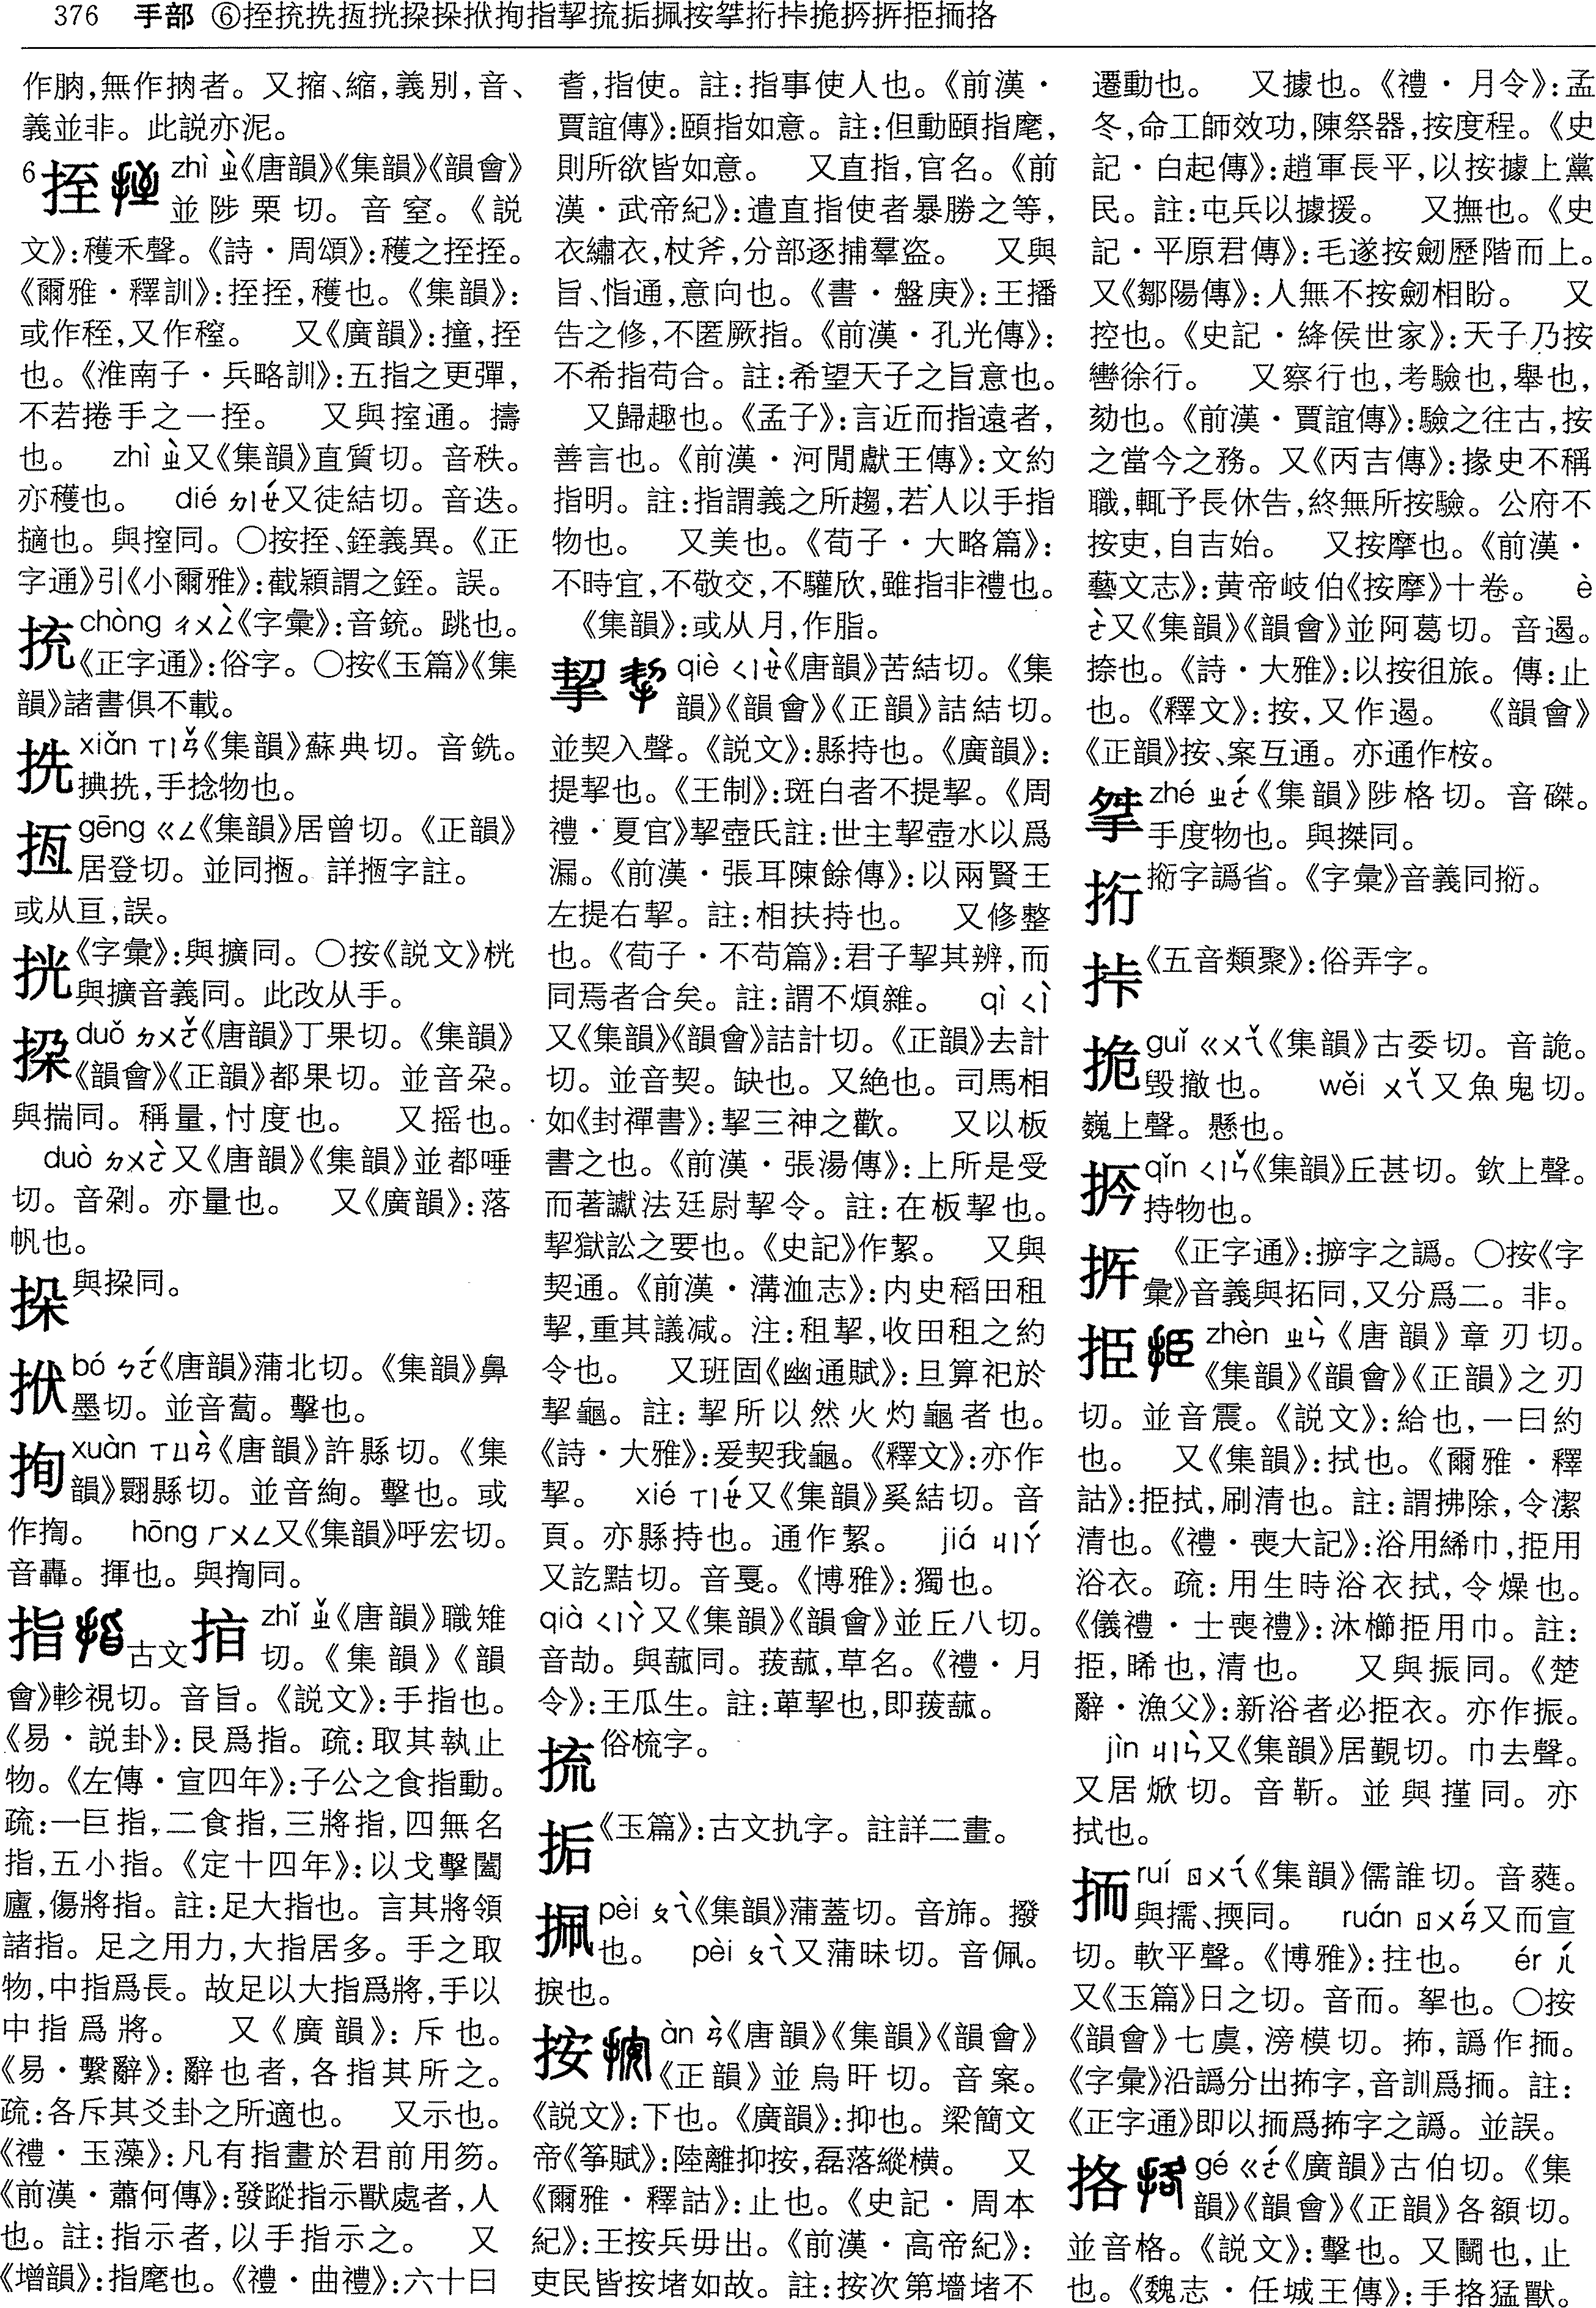 376 手部 ⑥挃㧤㧥𢫋挄挅挆㧞㧦指挈㧧㧨㧩按㧪𢫱挊㧪㧫㧬挋挌
作朒,無作㧱者。又摍、縮,義别,音、
義並非。此説亦泥。
6挃 zhì ㄓˋ《唐韻》《集韻》《韻會》
並陟栗切。音窒。《説
文》:穫禾聲。《詩·周頌》:穫之挃挃。
《爾雅·釋訓》:挃挃,穫也。《集韻》:
或作秷,又作稺。 又《廣韻》:撞,挃
也。《淮南子·兵略訓》:五指之更彈,
不若捲手之一挃。 又與㨖通。擣
也。 zhì ㄓˋ又《集韻》直質切。音秩。
亦穫也。 dié ㄉㄧㄝˊ又徒結切。音迭。
擿也。與㨖同。○按挃、銍義異。《正
字通》引《小爾雅》:截穎謂之銍。誤。
chòng ㄔㄨㄥˋ《字彙》:音銃。跳也。
《正字通》:俗字。○按《玉篇》《集
韻》諸書俱不載。
xiǎn ㄒㄧㄢˇ《集韻》蘇典切。音銑。
㧥,手捻物也。
gēng ㄍㄥ《集韻》居曾切。《正韻》
居登切。並同揯。詳揯字註。
或从亘,誤。
挄《字彙》:與擴同。○按《説文》桄
與擴音義同。此改从手。
挅 duǒ ㄉㄨㄛˇ《唐韻》丁果切。《集韻》
《韻會》《正韻》都果切。並音朶。
與揣同。稱量,忖度也。 又摇也。
duò ㄉㄨㄛˋ又《唐韻》《集韻》並都唾
切。音剁。亦量也。 又《廣韻》:落
帆也。
挆 與挅同。
bó ㄅㄛˊ《唐韻》蒲北切。《集韻》鼻
墨切。並音蔔。擊也。
xuàn ㄒㄩㄢˋ《唐韻》許縣切。《集
韻》翾縣切。並音絢。擊也。或
作掏。 hōng ㄏㄨㄥ又《集韻》呼宏切。
音轟。揮也。與掏同。
指 古文 zhǐ ㄓˇ《唐韻》職雉
切。《集韻》《韻
會》軫視切。音旨。《説文》:手指也。
《易·説卦》:艮爲指。疏:取其執止
物。《左傳·宣四年》:子公之食指動。
疏:一巨指,二食指,三將指,四無名
指,五小指。《定十四年》:以戈擊闔
廬,傷將指。註:足大指也。言其將領
諸指。足之用力,大指居多。手之取
物,中指爲長。故足以大指爲將,手以
中指爲將。 又《廣韻》:斥也。
《易·繫辭》:辭也者,各指其所之。
疏:各斥其爻卦之所適也。 又示也。
《禮·玉藻》:凡有指畫於君前用笏。
《前漢·蕭何傳》:發蹤指示獸處者,人
也。註:指示者,以手指示之。 又
《增韻》:指麾也。《禮·曲禮》:六十曰
耆,指使。註:指事使人也。《前漢·
賈誼傳》:頤指如意。註:但動頤指麾,
則所欲皆如意。 又直指,官名。《前
漢·武帝紀》:遣直指使者暴勝之等,
衣繡衣,杖斧,分部逐捕羣盗。 又與
旨、恉通,意向也。《書·盤庚》:王播
告之修,不匿厥指。《前漢·孔光傳》:
不希指苟合。註:希望天子之旨意也。
又歸趣也。《孟子》:言近而指遠者,
善言也。《前漢·河閒獻王傳》:文約
指明。註:指謂義之所趨,若人以手指
物也。 又美也。《荀子·大略篇》:
不時宜,不敬交,不驩欣,雖指非禮也。
《集韻》:或从月,作脂。
挈 qiè ㄑㄧㄝˋ《唐韻》苦結切。《集
韻》《韻會》《正韻》詰結切。
並契入聲。《説文》:縣持也。《廣韻》:
提挈也。《王制》:斑白者不提挈。《周
禮·夏官》挈壺氏註:世主挈壺水以爲
漏。《前漢·張耳陳餘傳》:以兩賢王
左提右挈。註:相扶持也。 又修整
也。《荀子·不苟篇》:君子挈其辨,而
同焉者合矣。註:謂不煩雜。 qì ㄑㄧˋ
又《集韻》《韻會》詰計切。《正韻》去計
切。並音契。缺也。又絶也。司馬相
如《封禪書》:挈三神之歡。 又以板
書之也。《前漢·張湯傳》:上所是受
而著讞法廷尉挈令。註:在板挈也。
挈獄訟之要也。《史記》作絜。 又與
契通。《前漢·溝洫志》:内史稻田租
挈,重其議減。注:租挈,收田租之約
令也。 又班固《幽通賦》:旦算祀於
挈龜。註:挈所以然火灼龜者也。
《詩·大雅》:爰契我龜。《釋文》:亦作
挈。 xié ㄒㄧㄝˊ又《集韻》奚結切。音
頁。亦縣持也。通作絜。 jiá ㄐㄧㄚˊ
又訖黠切。音戛。《博雅》:獨也。
qià ㄑㄧㄚˋ又《集韻》《韻會》並丘八切。
音劼。與䓤同。菝䓤,草名。《禮·月
令》:王瓜生。註:萆挈也,即菝䓤。
俗梳字。
《玉篇》:古文扏字。註詳二畫。
pèi ㄆㄟˋ《集韻》蒲蓋切。音斾。撥
也。 pèi ㄆㄟˋ又蒲昧切。音佩。
捩也。
按 àn ㄢˋ《唐韻》《集韻》《韻會》
《正韻》並烏旰切。音案。
《説文》:下也。《廣韻》:抑也。梁簡文
帝《筝賦》:陸離抑按,磊落縱横。 又
《爾雅·釋詁》:止也。《史記·周本
紀》:王按兵毋出。《前漢·高帝紀》:
吏民皆按堵如故。註:按次第墻堵不
遷動也。 又據也。《禮·月令》:孟
冬,命工師效功,陳祭器,按度程。《史
記·白起傳》:趙軍長平,以按據上黨
民。註:屯兵以據援。 又撫也。《史
記·平原君傳》:毛遂按劒歷階而上。
又《鄒陽傳》:人無不按劒相盼。 又
控也。《史記·絳侯世家》:天子乃按
轡徐行。 又察行也,考驗也,舉也,
劾也。《前漢·賈誼傳》:驗之往古,按
之當今之務。又《丙吉傳》:掾史不稱
職,輒予長休告,終無所按驗。公府不
按吏,自吉始。 又按摩也。《前漢·
藝文志》:黄帝岐伯《按摩》十卷。 è
ㄜˋ又《集韻》《韻會》並阿葛切。音遏。
捺也。《詩·大雅》:以按徂旅。傳:止
也。《釋文》:按,又作遏。 《韻會》
《正韻》按、案互通。亦通作桉。
zhé ㄓㄜˊ《集韻》陟格切。音磔。
手度物也。與搩同。
字譌省。《字彙》音義同。
《五音類聚》:俗弄字。
guǐ ㄍㄨㄟˇ《集韻》古委切。音詭。
毁撤也。 wěi ㄨㄟˇ又魚鬼切。
巍上聲。懸也。
qǐn ㄑㄧㄣˇ《集韻》丘甚切。欽上聲。
持物也。
《正字通》:字之譌。○按《字
彙》音義與拓同,又分爲二。非。
挋 zhèn ㄓㄣˋ《唐韻》章刃切。
《集韻》《韻會》《正韻》之刃
切。並音震。《説文》:給也,一曰約
也。 又《集韻》:拭也。《爾雅·釋
詁》:挋拭,刷清也。註:謂拂除,令潔
清也。《禮·喪大記》:浴用絺巾,挋用
浴衣。疏:用生時浴衣拭,令燥也。
《儀禮·士喪禮》:沐櫛挋用巾。註:
挋,晞也,清也。 又與振同。《楚
辭·漁父》:新浴者必挋衣。亦作振。
jìn ㄐㄧㄣˋ又《集韻》居覲切。巾去聲。
又居焮切。音靳。並與㨷同。亦
拭也。
ruí ㄖㄨㄟˊ《集韻》儒誰切。音蕤。
與擩、㨎同。 ruán ㄖㄨㄢˊ又而宣
切。軟平聲。《博雅》:拄也。 ér ㄦˊ
又《玉篇》日之切。音而。挐也。○按
《韻會》七虞,滂模切。抪,譌作㧫。
《字彙》沿譌分出抪字,音訓爲㧫。註:
《正字通》即以㧫爲抪字之譌。並誤。
挌 gé ㄍㄜˊ《廣韻》古伯切。《集
韻》《韻會》《正韻》各額切。
並音格。《説文》:擊也。又鬭也,止
也。《魏志·任城王傳》:手挌猛獸。